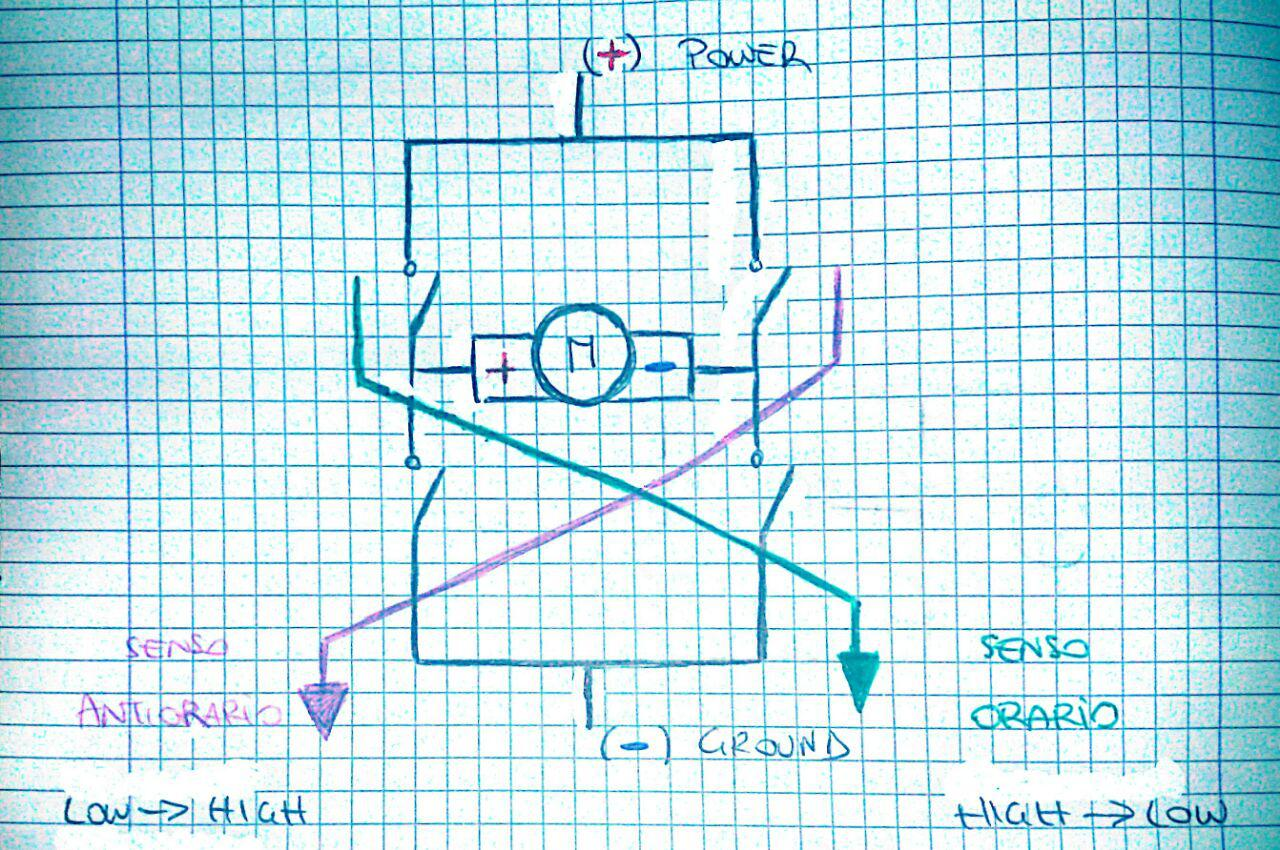 (+) POWER
+ M -
SENSO
ANTIORARIO
SENSO
ORARIO
(-) GROUND
LOW -> HIGH
HIGH -> LOW